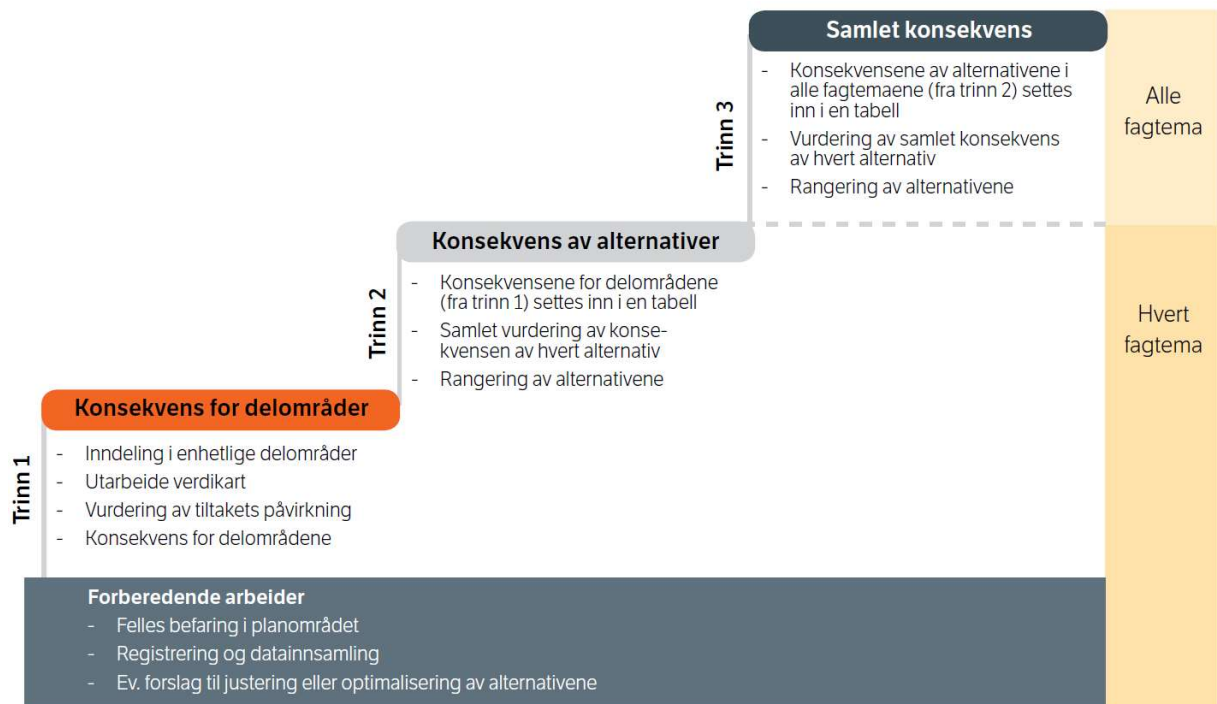 Samlet konsekvens
- Konsekvensene av alternativene i
alle fagtemaene (fra trinn 2) settes
inn i en tabell
- Vurdering av samlet konsekvens
av hvert alternativ
- Rangering av alternativene
Trinn 3
Alle
fagtema
Konsekvens av alternativer
- Konsekvensene for delområdene
(fra trinn 1) settes inn i en tabell
- Samlet vurdering av konse-
kvensen av hvert alternativ
- Rangering av alternativene
Trinn 2
Hvert
fagtema
Konsekvens for delområder
- Inndeling i enhetlige delområder
- Utarbeide verdikart
- Vurdering av tiltakets påvirkning
- Konsekvens for delområdene
Trinn 1
Forberedende arbeider
- Felles befaring i planområdet
- Registrering og datainnsamling
- Ev. forslag til justering eller optimalisering av alternativene